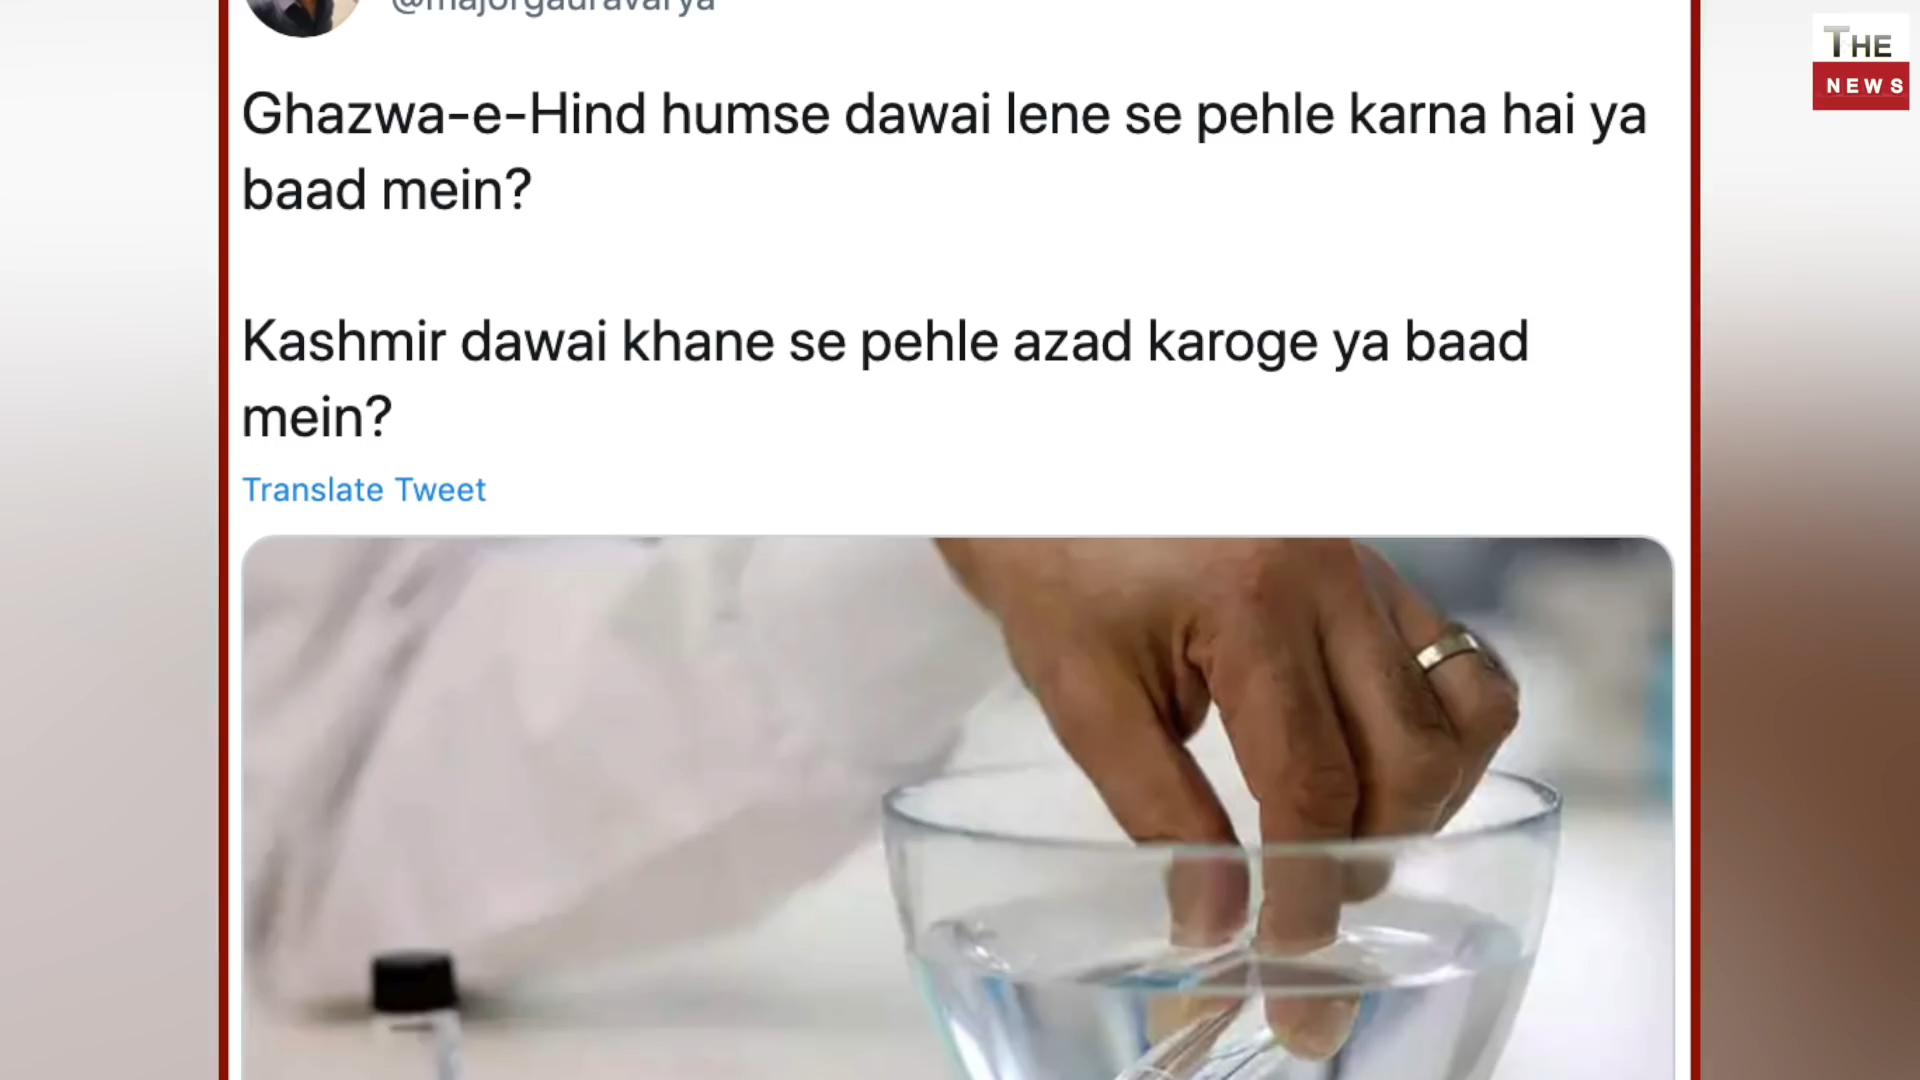 @majorgauravarya
THE
NEWS
Ghazwa-e-Hind humse dawai lene se pehle karna hai ya
baad mein?
Kashmir dawai khane se pehle azad karoge ya baad
mein?
Translate Tweet